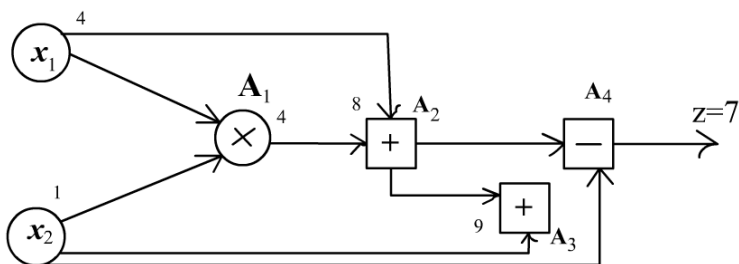 4
x₁
A₁
×
4
8
A₂
+
A₄
−
z=7
1
x₂
+
9
A₃